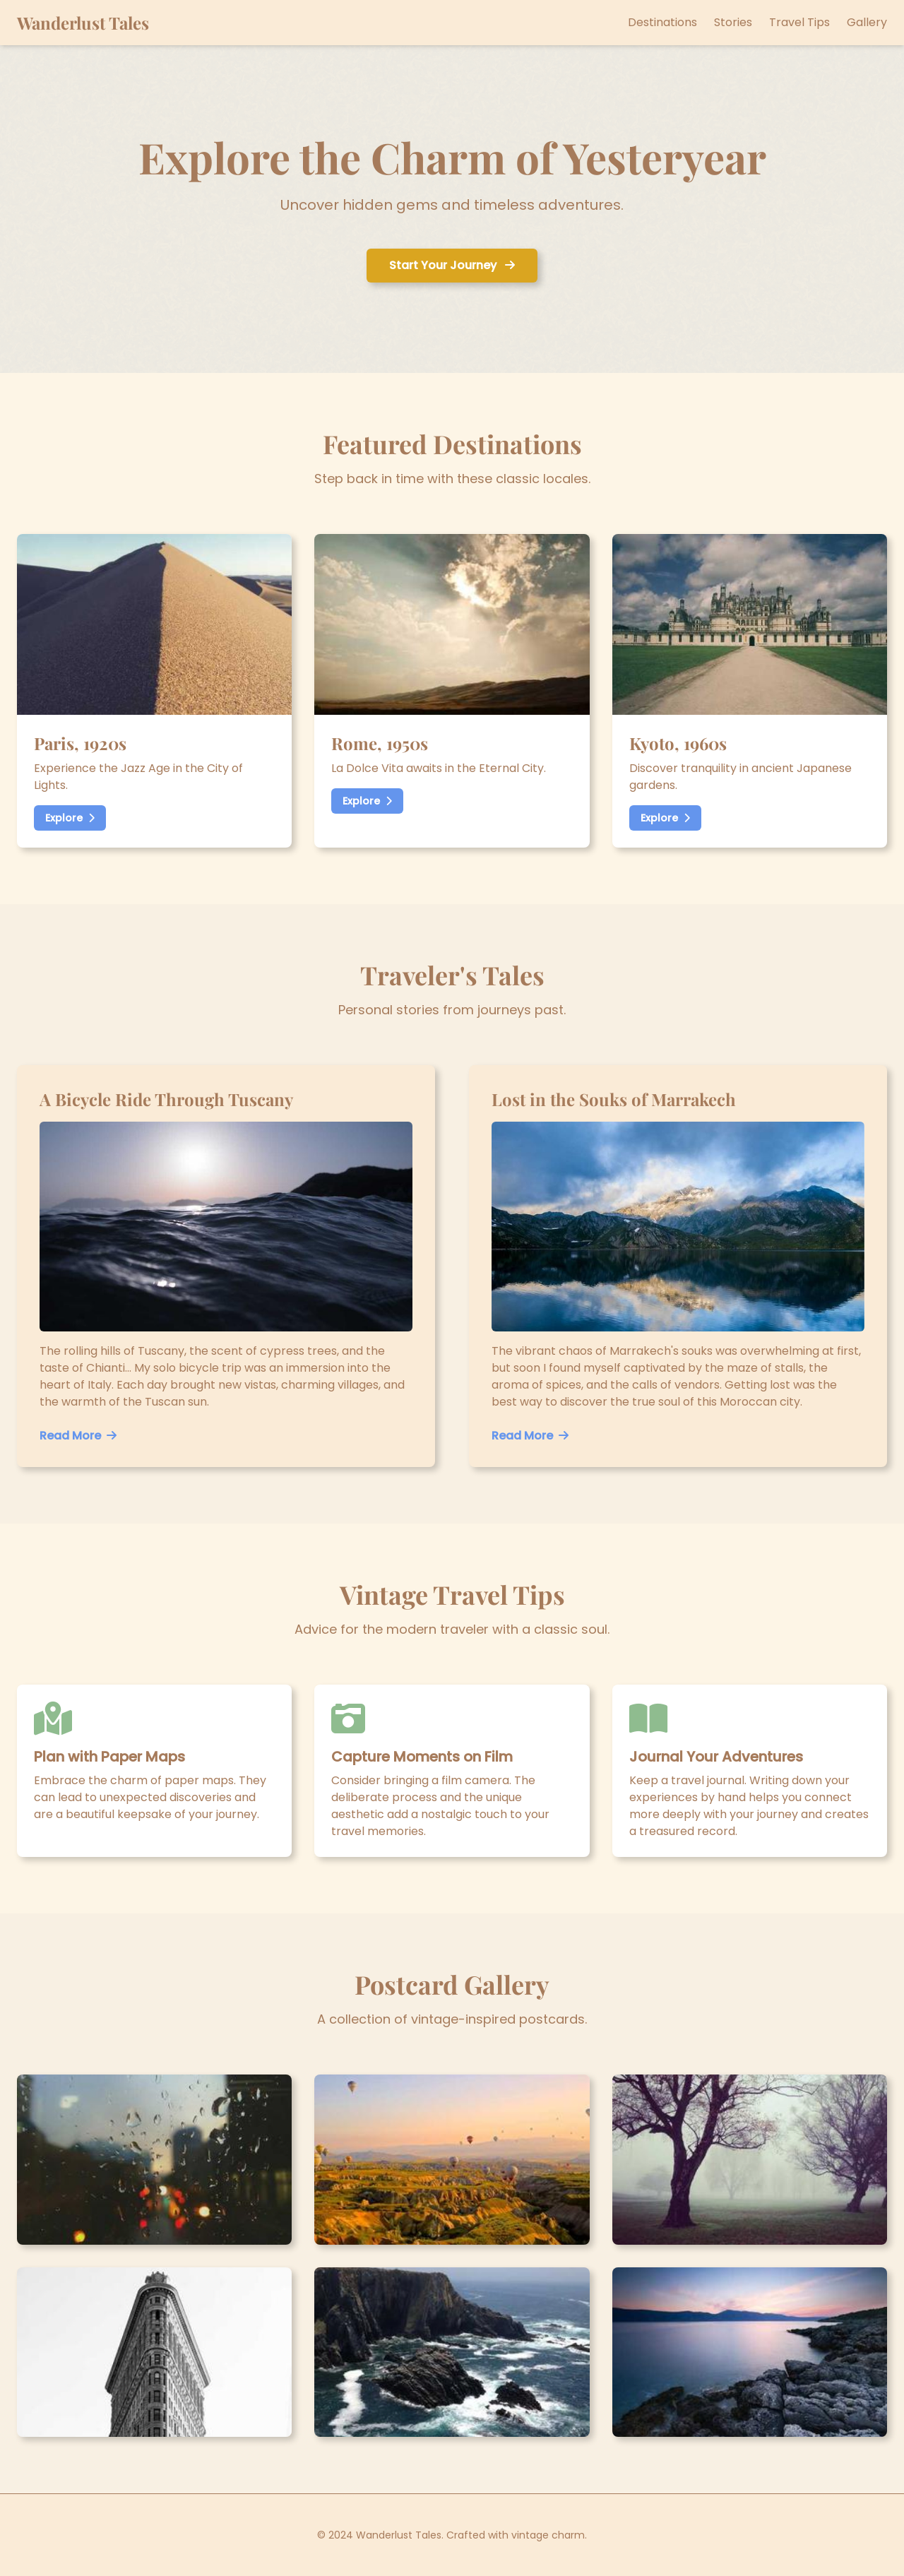 Wanderlust Tales
Destinations Stories Travel Tips Gallery
Explore the Charm of Yesteryear
Uncover hidden gems and timeless adventures.
Start Your Journey
Featured Destinations
Step back in time with these classic locales.
Paris, 1920s
Experience the Jazz Age in the City of
Lights.
Explore
Rome, 1950s
La Dolce Vita awaits in the Eternal City.
Explore
Kyoto, 1960s
Discover tranquility in ancient Japanese
gardens.
Explore
Traveler's Tales
Personal stories from journeys past.
A Bicycle Ride Through Tuscany
The rolling hills of Tuscany, the scent of cypress trees, and the
taste of Chianti... My solo bicycle trip was an immersion into the
heart of Italy. Each day brought new vistas, charming villages, and
the warmth of the Tuscan sun.
Read More
Lost in the Souks of Marrakech
The vibrant chaos of Marrakech's souks was overwhelming at first,
but soon I found myself captivated by the maze of stalls, the
aroma of spices, and the calls of vendors. Getting lost was the
best way to discover the true soul of this Moroccan city.
Read More
Vintage Travel Tips
Advice for the modern traveler with a classic soul.
Plan with Paper Maps
Embrace the charm of paper maps. They
can lead to unexpected discoveries and
are a beautiful keepsake of your journey.
Capture Moments on Film
Consider bringing a film camera. The
deliberate process and the unique
aesthetic add a nostalgic touch to your
travel memories.
Journal Your Adventures
Keep a travel journal. Writing down your
experiences by hand helps you connect
more deeply with your journey and creates
a treasured record.
Postcard Gallery
A collection of vintage-inspired postcards.
© 2024 Wanderlust Tales. Crafted with vintage charm.